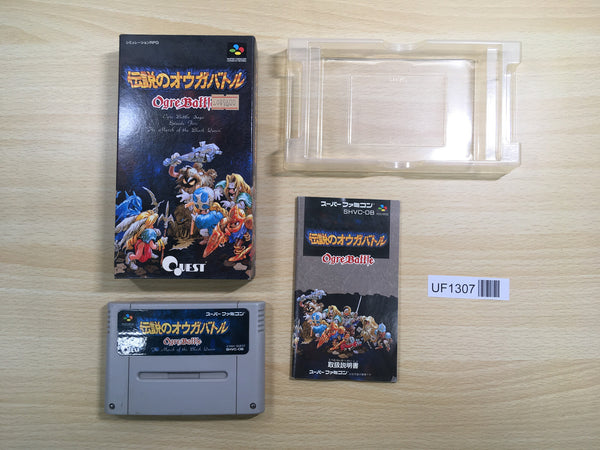 シミュレーションRPG
伝説のオウガバトル
Ogre Battle
Ogre Battle Saga
Episode Five
"The March of the Black Queen"
QUEST
スーパーファミコン
SHVC-OB
伝説のオウガバトル
Ogre Battle
取扱説明書
スーパーファミコン
UF1307
スーパーファミコン
伝説のオウガバトル
Ogre Battle
The March of the Black Queen
SHVC-OB